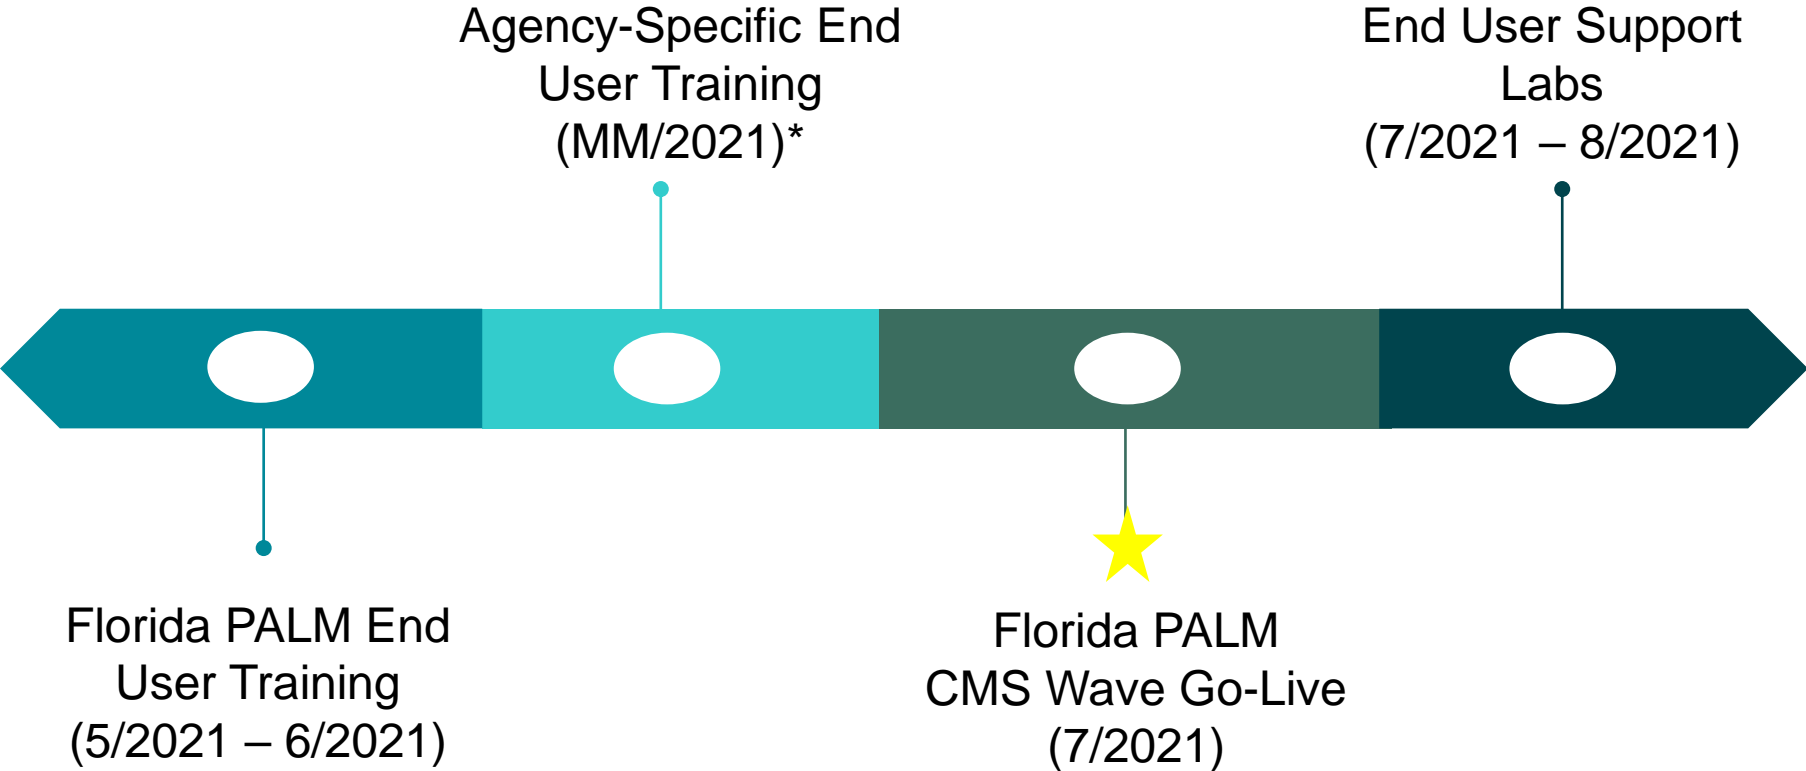 Agency-Specific End
User Training
(MM/2021)*
End User Support
Labs
(7/2021 – 8/2021)
Florida PALM End
User Training
(5/2021 – 6/2021)
Florida PALM
CMS Wave Go-Live
(7/2021)